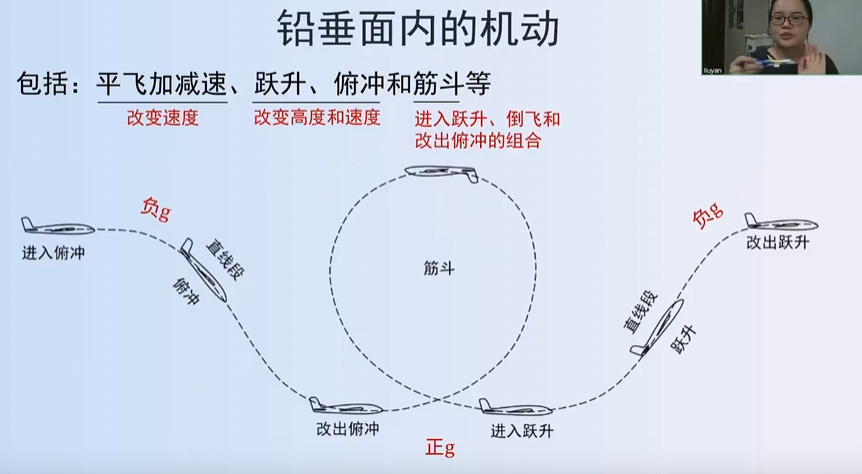 铅垂面内的机动
liuyan
包括：平飞加减速、跃升、俯冲和筋斗等
改变速度
改变高度和速度
进入跃升、倒飞和
改出俯冲的组合
负g
进入俯冲
直线段
俯冲
筋斗
改出俯冲
正g
进入跃升
直线段
跃升
负g
改出跃升